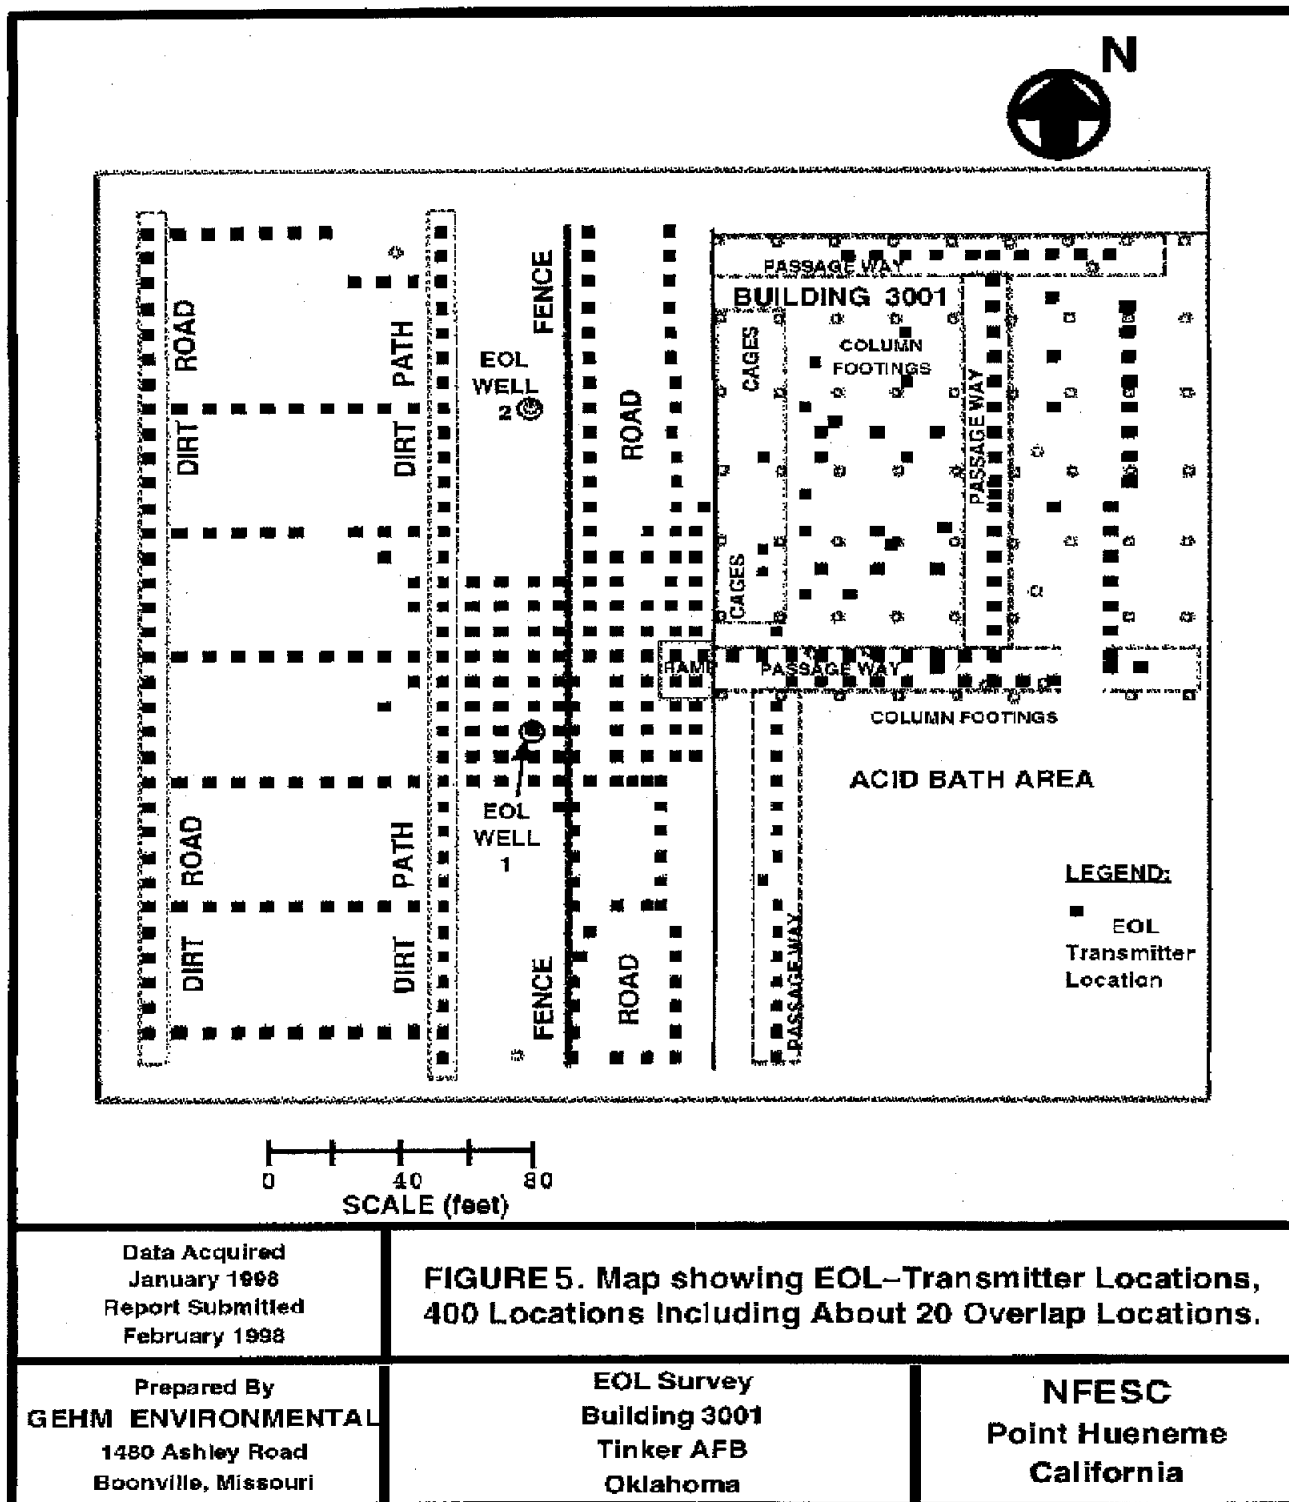 N
PASSAGE WAY
BUILDING 3001
FENCE
ROAD
PATH
EOL
WELL
2
CAGES
COLUMN
FOOTINGS
PASSAGE WAY
ROAD
DIRT
DIRT
CAGES
RAMP
PASSAGE WAY
COLUMN FOOTINGS
ACID BATH AREA
EOL
WELL
1
ROAD
PATH
LEGEND:
EOL
Transmitter
Location
DIRT
DIRT
FENCE
ROAD
PASSAGE WAY
0 40 80
SCALE (feet)
Data Acquired
January 1998
Report Submitted
February 1998
FIGURE 5. Map showing EOL-Transmitter Locations,
400 Locations Including About 20 Overlap Locations.
Prepared By
GEHM ENVIRONMENTAL
1480 Ashley Road
Boonville, Missouri
EOL Survey
Building 3001
Tinker AFB
Oklahoma
NFESC
Point Hueneme
California